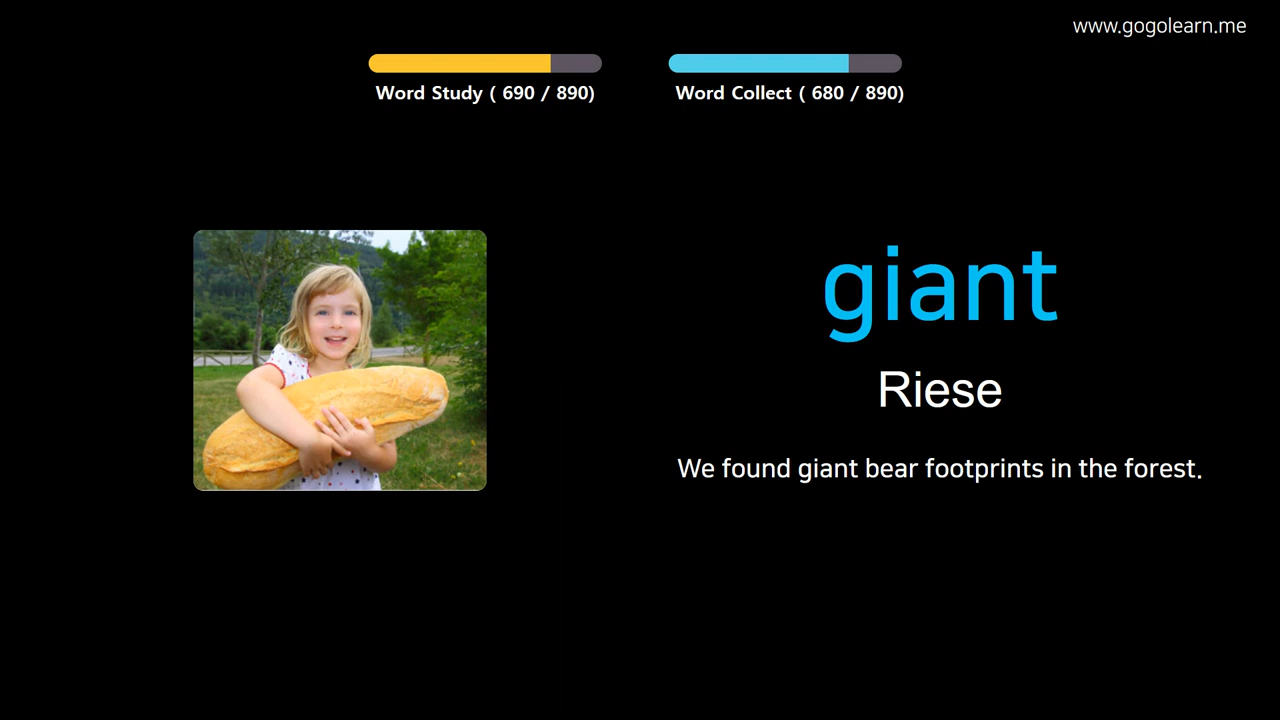 www.gogolearn.me
Word Study ( 690 / 890)
Word Collect ( 680 / 890)
giant
Riese
We found giant bear footprints in the forest.